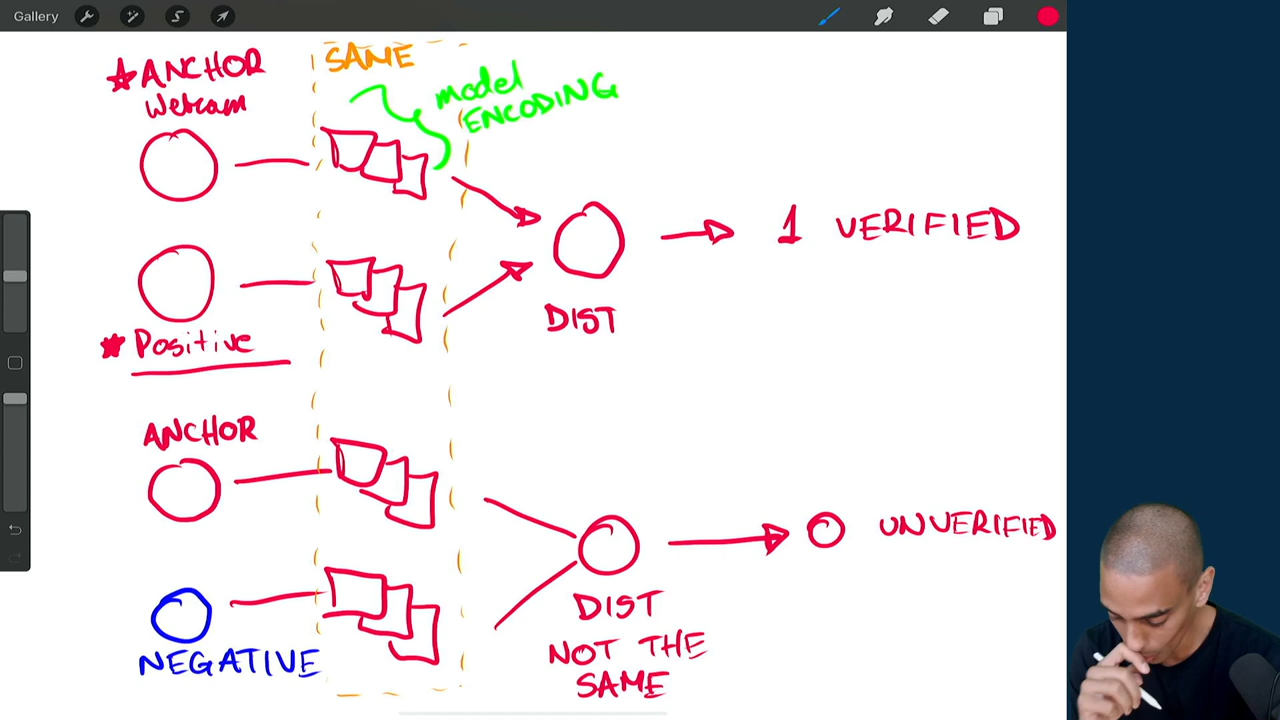 Gallery
★ANCHOR
Webcam
SAME
model
ENCODING
1 VERIFIED
DIST
★ Positive
ANCHOR
0 UNVERIFIED
DIST
NOT THE
SAME
NEGATIVE